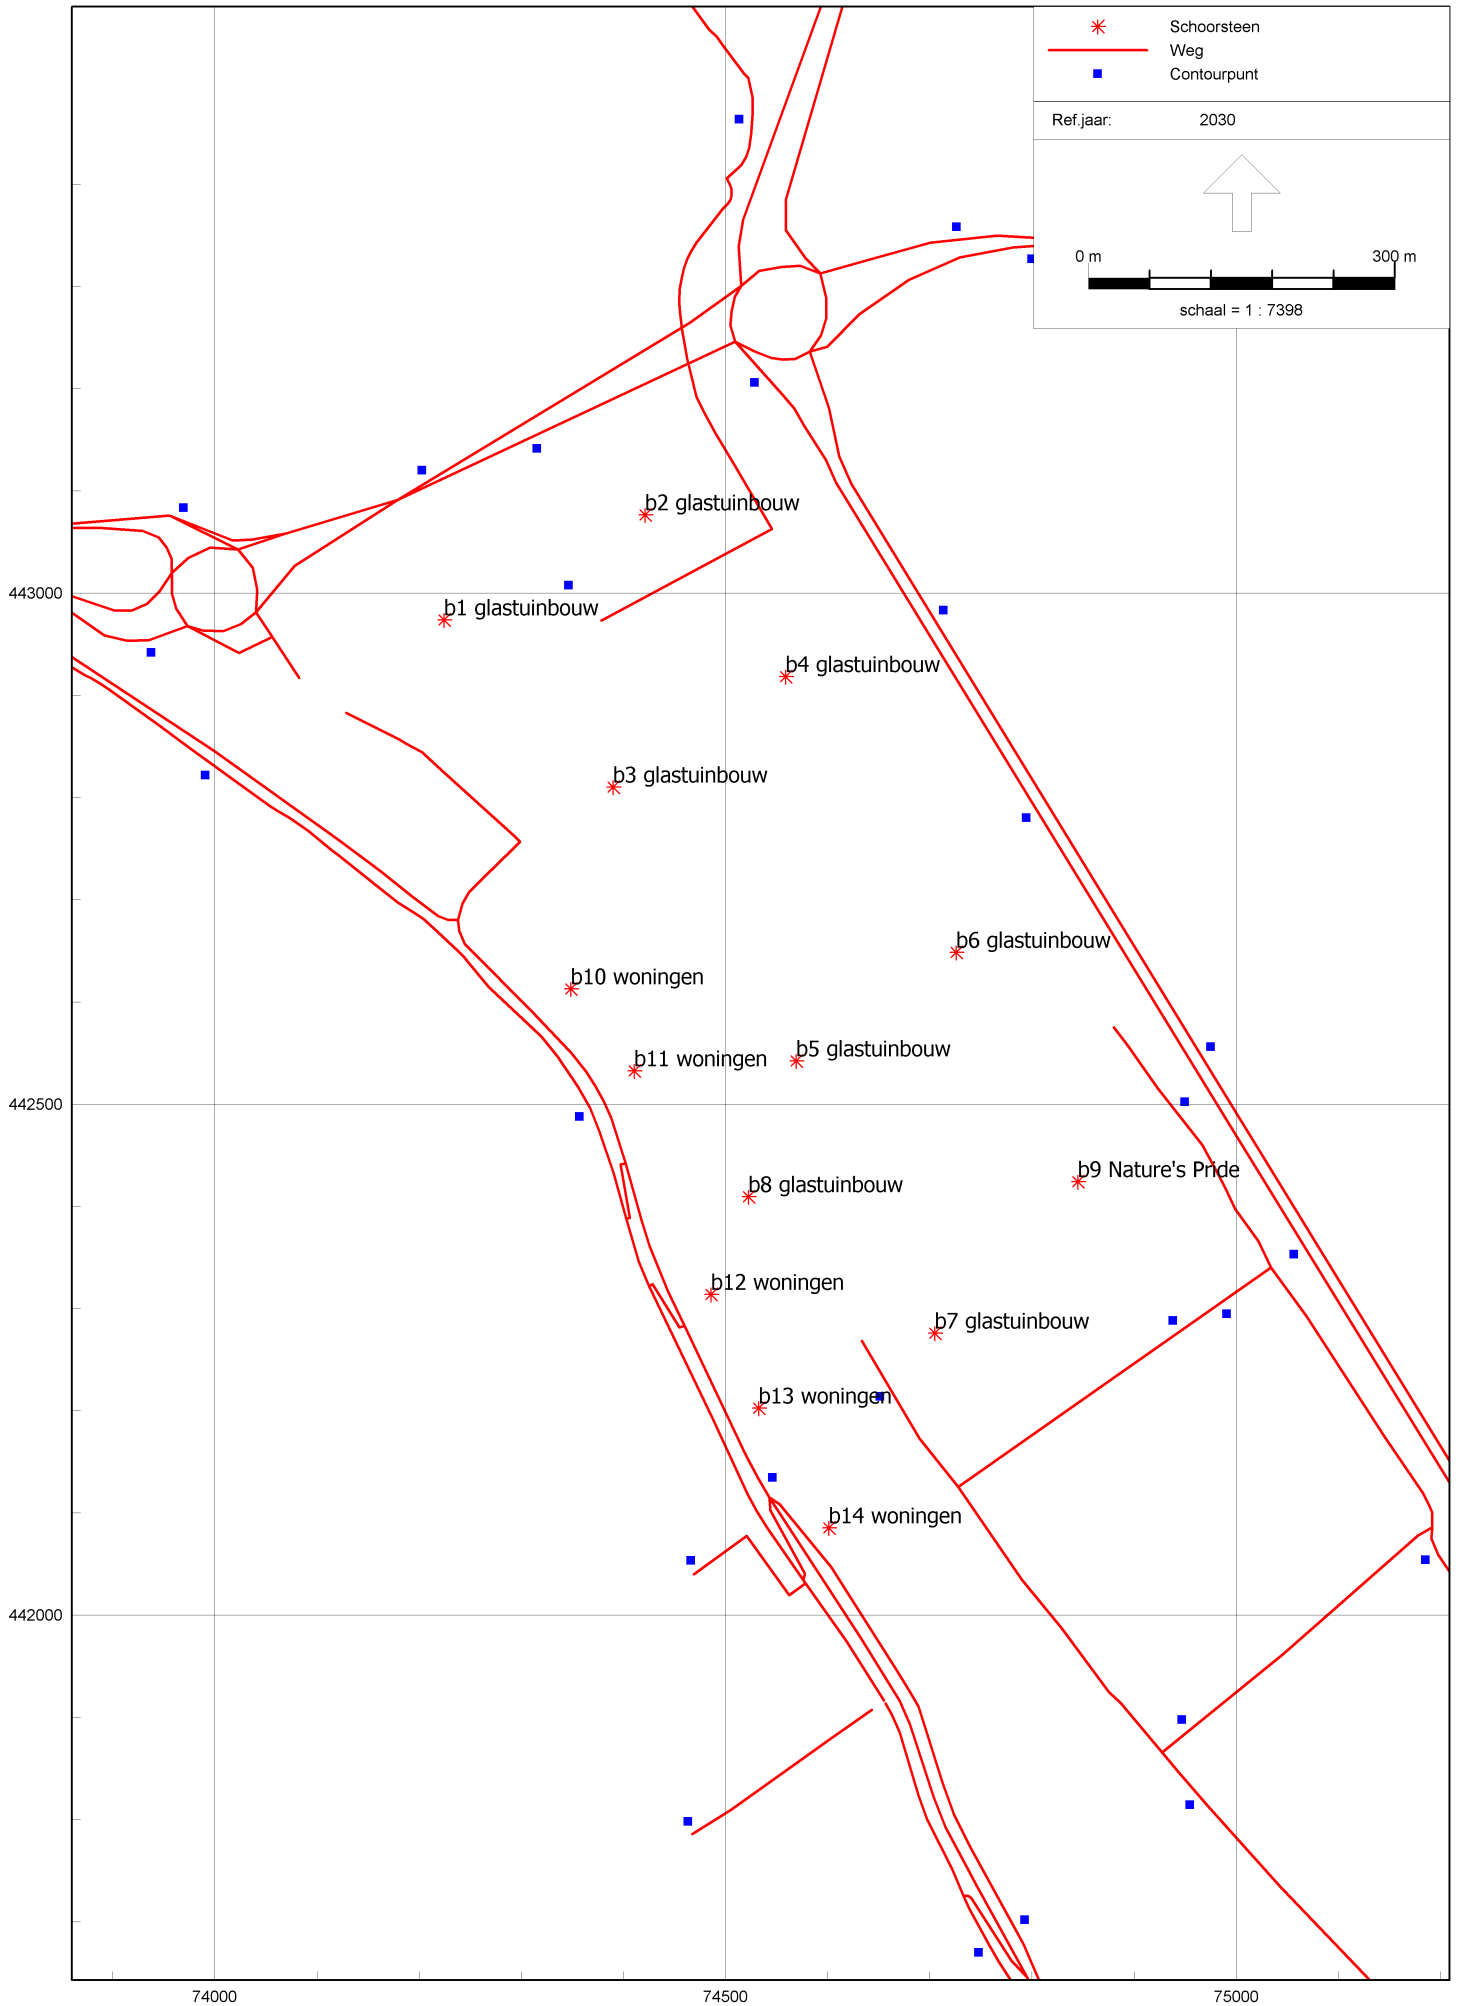 Schoorsteen
Weg
Contourpunt
Ref.jaar: 2030
0 m 300 m
schaal = 1 : 7398
b2 glastuinbouw
443000
b1 glastuinbouw
b4 glastuinbouw
b3 glastuinbouw
b6 glastuinbouw
b10 woningen
b5 glastuinbouw
b11 woningen
442500
b9 Nature's Pride
b8 glastuinbouw
b12 woningen
b7 glastuinbouw
b13 woningen
b14 woningen
442000
74000 74500 75000